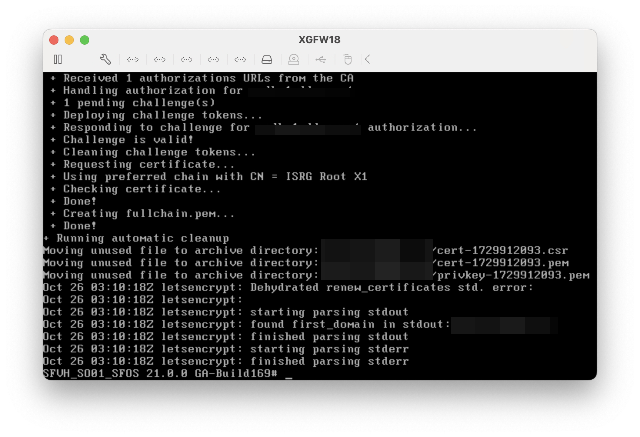 XGFW18
+ Received 1 authorizations URLs from the CA
+ Handling authorization for
+ 1 pending challenge(s)
+ Deploying challenge tokens...
+ Responding to challenge for authorization...
+ Challenge is valid!
+ Cleaning challenge tokens...
+ Requesting certificate...
+ Using preferred chain with CN = ISRG Root X1
+ Checking certificate...
+ Done!
+ Creating fullchain.pem...
+ Done!
+ Running automatic cleanup
Moving unused file to archive directory: /cert-1729912093.csr
Moving unused file to archive directory: /cert-1729912093.pem
Moving unused file to archive directory: /privkey-1729912093.pem
Oct 26 03:10:18Z letsencrypt: Dehydrated renew_certificates std. error:
Oct 26 03:10:18Z letsencrypt:
Oct 26 03:10:18Z letsencrypt: starting parsing stdout
Oct 26 03:10:18Z letsencrypt: found first_domain in stdout:
Oct 26 03:10:18Z letsencrypt: finished parsing stdout
Oct 26 03:10:18Z letsencrypt: starting parsing stderr
Oct 26 03:10:18Z letsencrypt: finished parsing stderr
SFVH_SO01_SFOS 21.0.0 GA-Build169# _